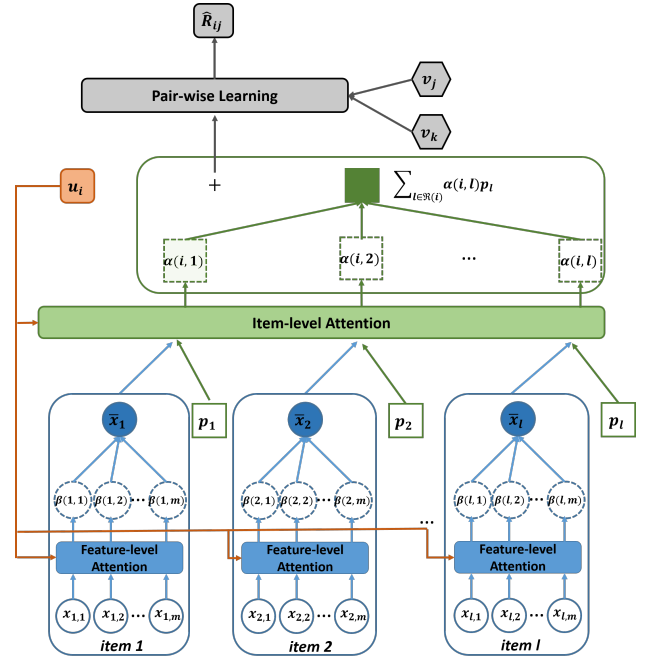 R̂ij
Pair-wise Learning
vj
vk
ui
+
∑l∈ℜ(i) α(i, l)pl
α(i, 1)
α(i, 2)
...
α(i, l)
Item-level Attention
p1
p2
pl
x̅1
x̅2
x̅l
β(1, 1) β(1, 2) ... β(1, m)
β(2, 1) β(2, 2) ... β(2, m)
...
β(l, 1) β(l, 2) ... β(l, m)
Feature-level
Attention
Feature-level
Attention
Feature-level
Attention
x1,1 x1,2 ... x1,m
x2,1 x2,2 ... x2,m
xl,1 xl,2 ... xl,m
item 1
item 2
item l